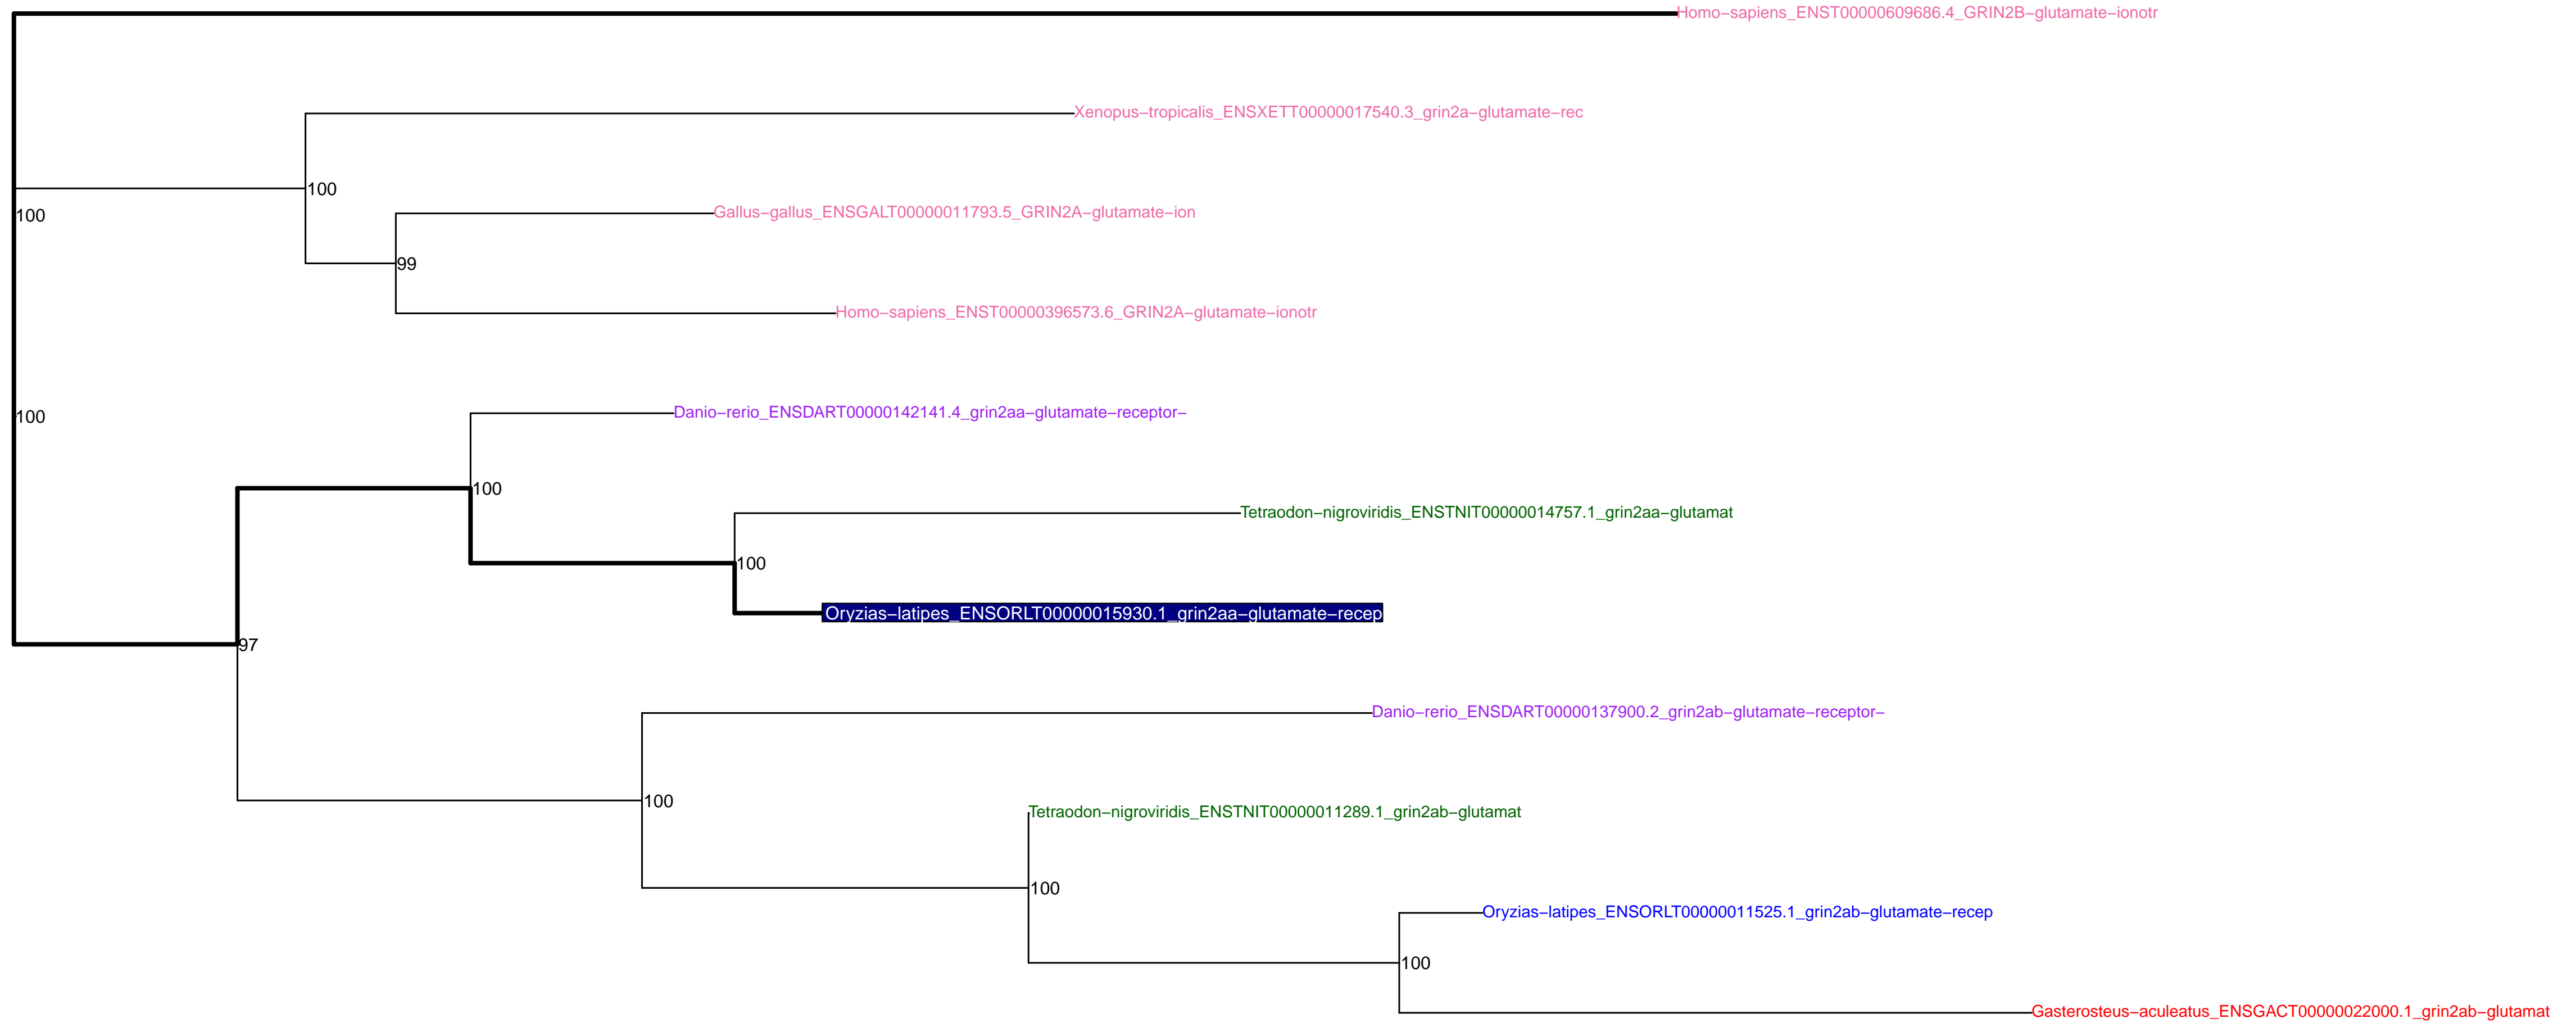 Homo−sapiens_ENST00000609686.4_GRIN2B−glutamate−ionotr
Xenopus−tropicalis_ENSXETT00000017540.3_grin2a−glutamate−rec
100
Gallus−gallus_ENSGALT00000011793.5_GRIN2A−glutamate−ion
100
99
Homo−sapiens_ENST00000396573.6_GRIN2A−glutamate−ionotr
Danio−rerio_ENSDART00000142141.4_grin2aa−glutamate−receptor−
100
100
Tetraodon−nigroviridis_ENSTNIT00000014757.1_grin2aa−glutamat
100
Oryzias−latipes_ENSORLT00000015930.1_grin2aa−glutamate−recep
97
Danio−rerio_ENSDART00000137900.2_grin2ab−glutamate−receptor−
100
Tetraodon−nigroviridis_ENSTNIT00000011289.1_grin2ab−glutamat
100
Oryzias−latipes_ENSORLT00000011525.1_grin2ab−glutamate−recep
100
Gasterosteus−aculeatus_ENSGACT00000022000.1_grin2ab−glutamat